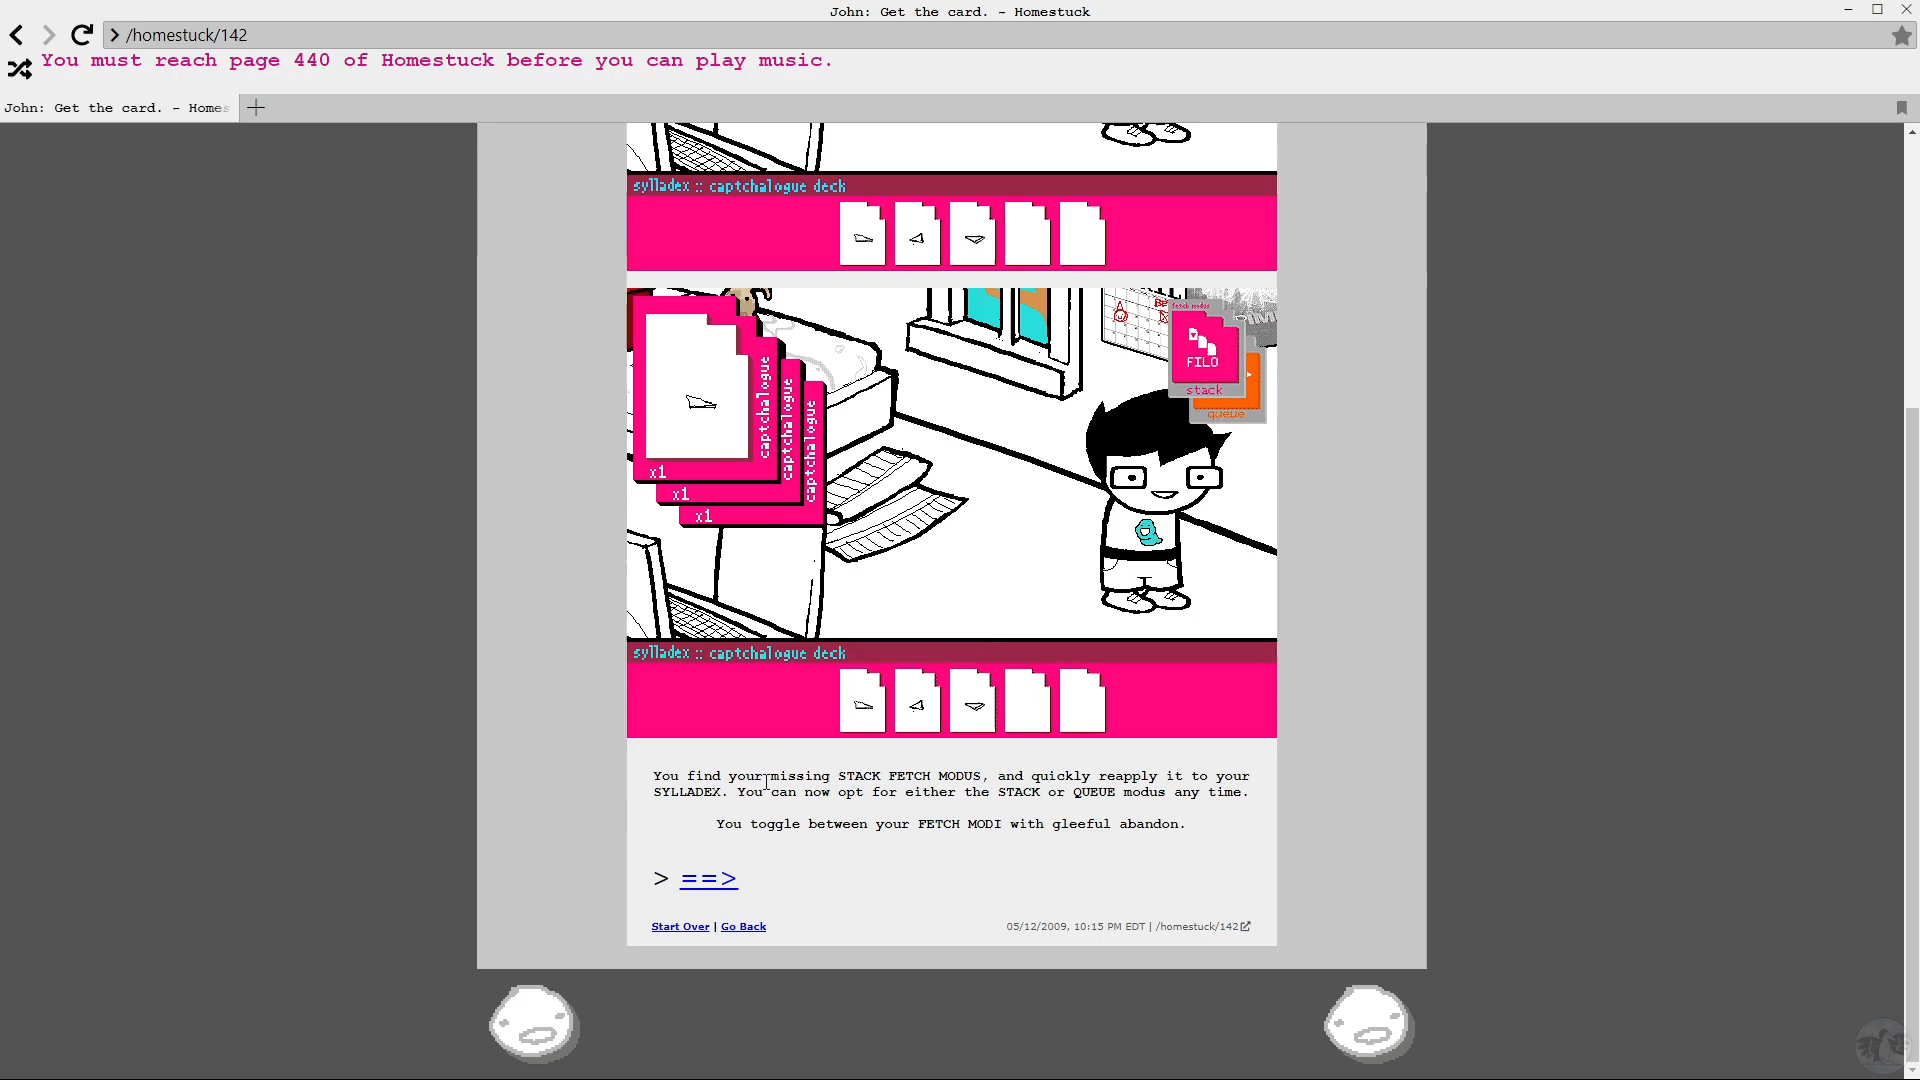 John: Get the card. - Homestuck
/homestuck/142
You must reach page 440 of Homestuck before you can play music.
John: Get the card. - Homes
sylladex :: captchalogue deck
fetch modus
FILO
stack
queue
captchalogue
captchalogue
captchalogue
x1
x1
x1
sylladex :: captchalogue deck
You find your missing STACK FETCH MODUS, and quickly reapply it to your
SYLLADEX. You can now opt for either the STACK or QUEUE modus any time.
You toggle between your FETCH MODI with gleeful abandon.
> ==>
Start Over | Go Back
05/12/2009, 10:15 PM EDT | /homestuck/142